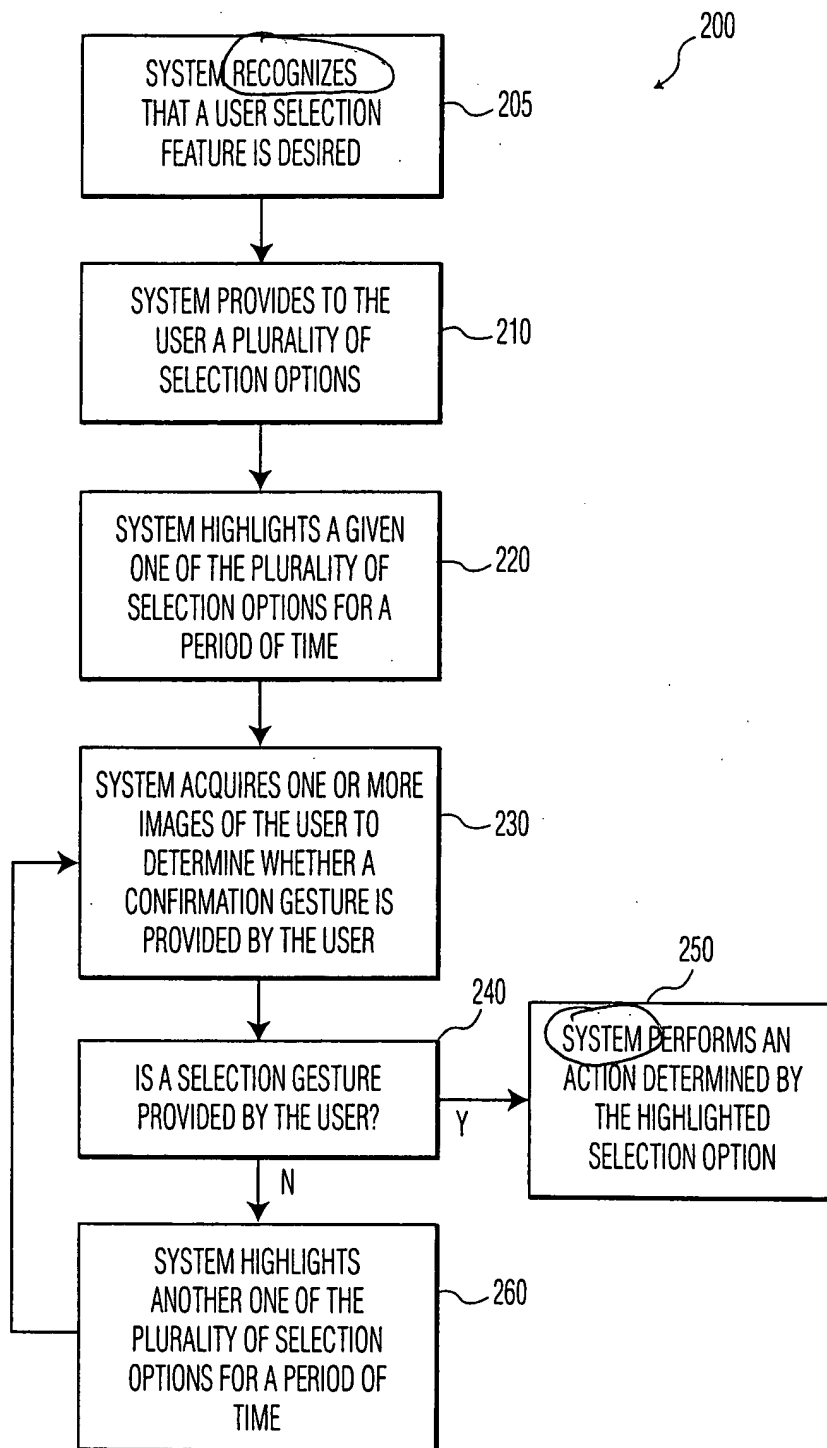 200
SYSTEM RECOGNIZES
THAT A USER SELECTION
FEATURE IS DESIRED
205
SYSTEM PROVIDES TO THE
USER A PLURALITY OF
SELECTION OPTIONS
210
SYSTEM HIGHLIGHTS A GIVEN
ONE OF THE PLURALITY OF
SELECTION OPTIONS FOR A
PERIOD OF TIME
220
SYSTEM ACQUIRES ONE OR MORE
IMAGES OF THE USER TO
DETERMINE WHETHER A
CONFIRMATION GESTURE IS
PROVIDED BY THE USER
230
IS A SELECTION GESTURE
PROVIDED BY THE USER?
240
Y
N
250
SYSTEM PERFORMS AN
ACTION DETERMINED BY
THE HIGHLIGHTED
SELECTION OPTION
SYSTEM HIGHLIGHTS
ANOTHER ONE OF THE
PLURALITY OF SELECTION
OPTIONS FOR A PERIOD OF
TIME
260